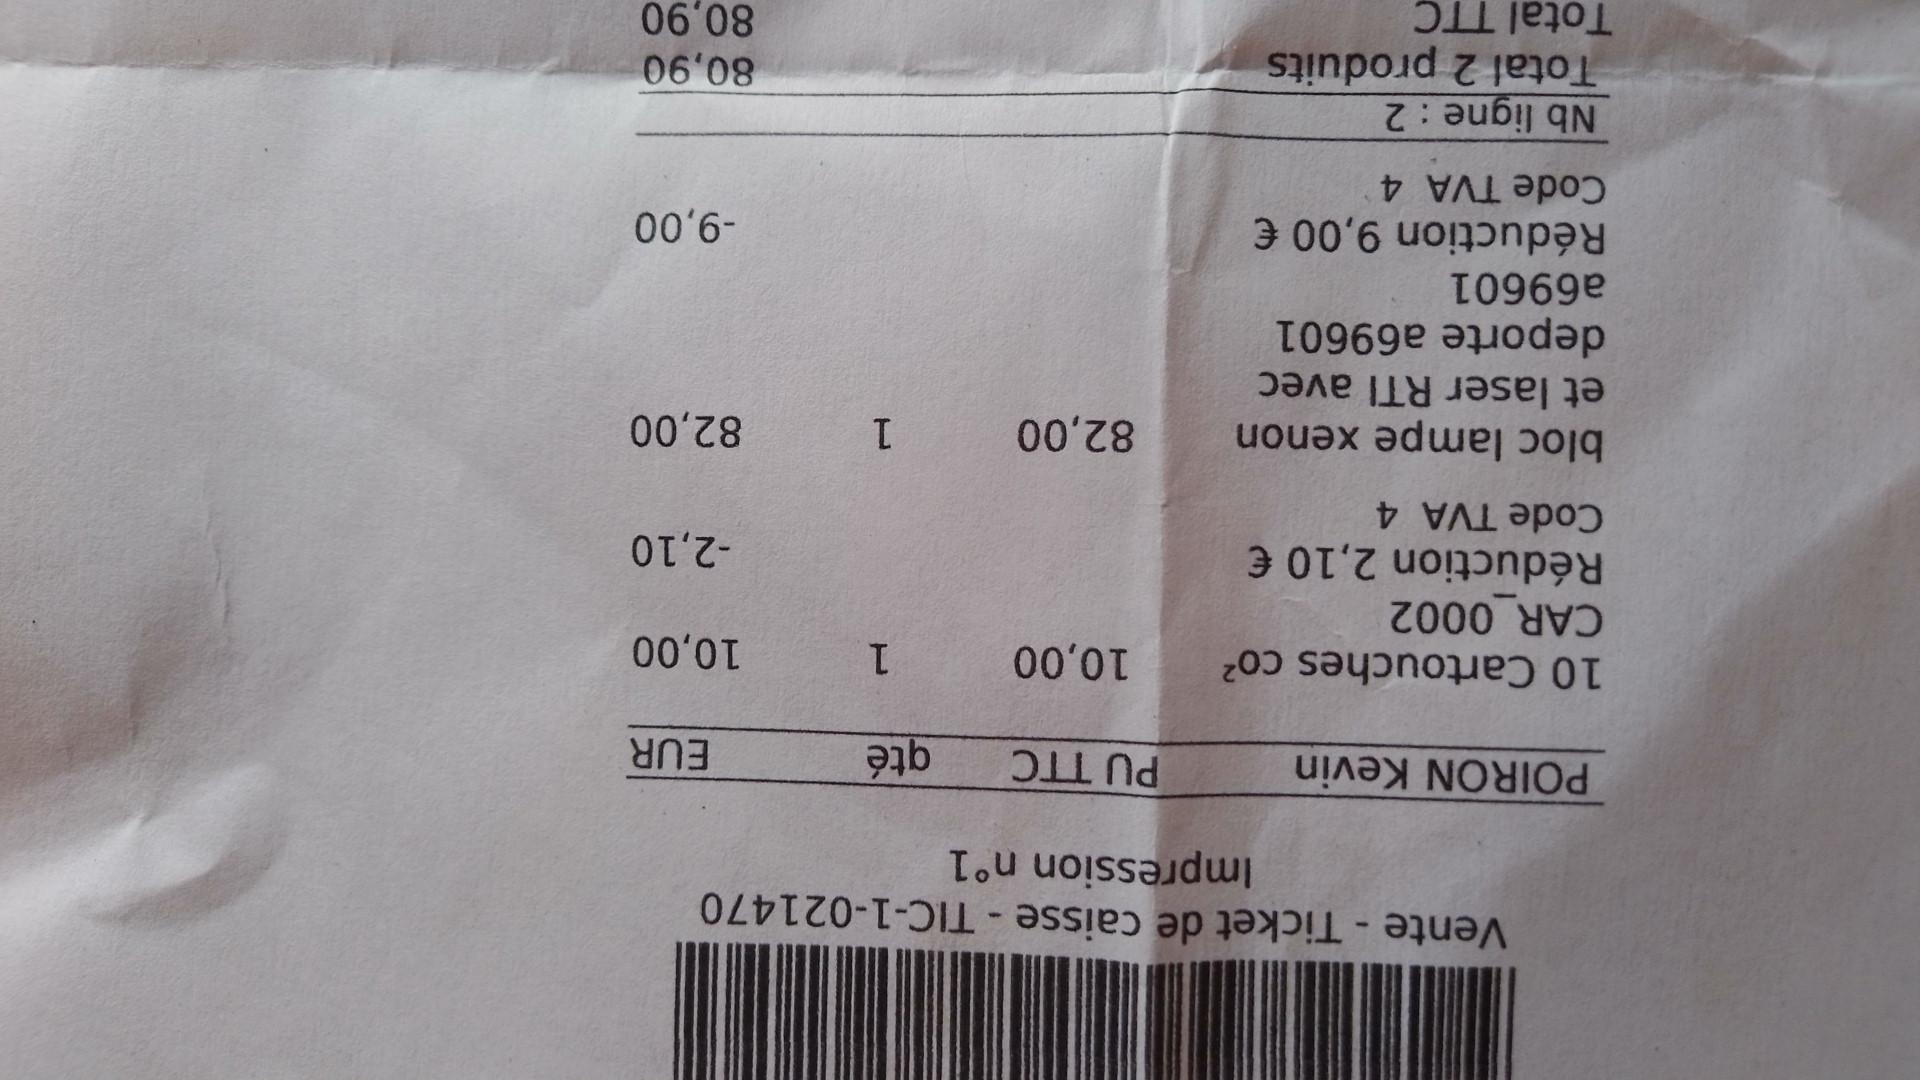 Vente - Ticket de caisse - TIC-1-021470
Impression n°1
POIRON Kevin PU TTC qté EUR
10 Cartouches co² 10,00 1 10,00
CAR_0002
Réduction 2,10 € -2,10
Code TVA 4
bloc lampe xenon 82,00 1 82,00
et laser RTI avec
deporte a69601
a69601
Réduction 9,00 € -9,00
Code TVA 4
Nb ligne : 2
Total 2 produits 80,90
Total TTC 80,90